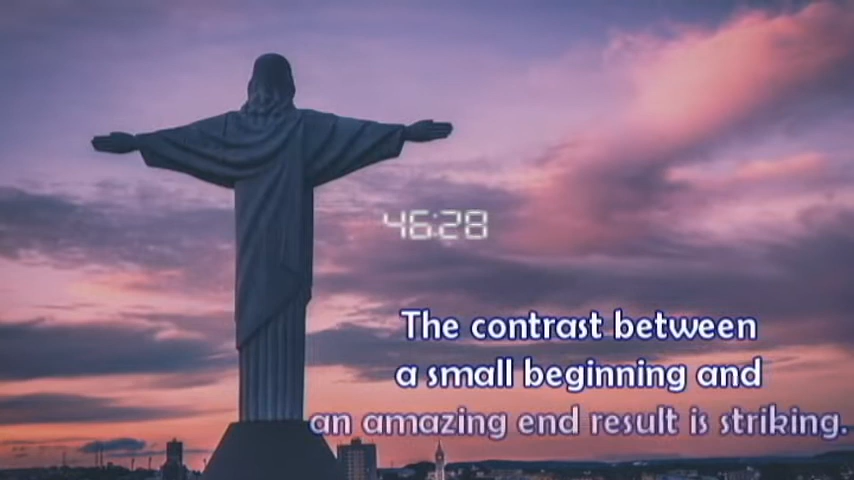 46:28
The contrast between
a small beginning and
an amazing end result is striking.